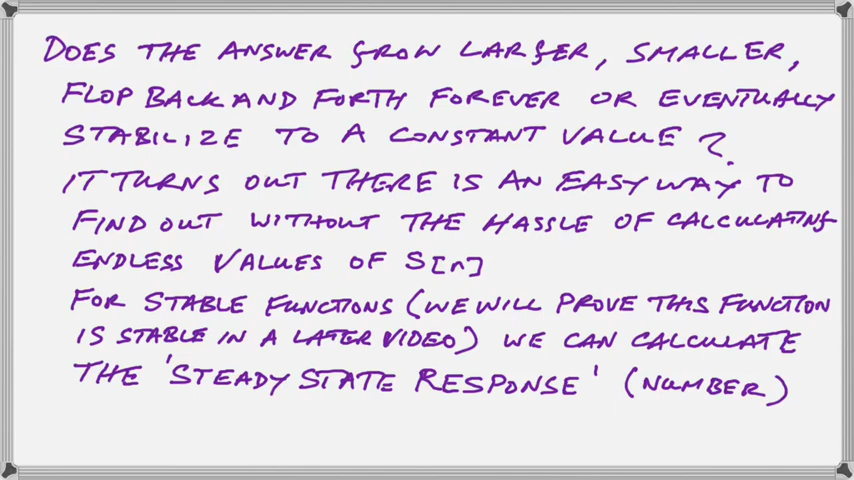 DOES THE ANSWER GROW LARGER, SMALLER,
FLOP BACK AND FORTH FOREVER OR EVENTUALLY
STABILIZE TO A CONSTANT VALUE?
IT TURNS OUT THERE IS AN EASY WAY TO
FIND OUT WITHOUT THE HASSLE OF CALCULATING
ENDLESS VALUES OF S[n]
FOR STABLE FUNCTIONS (WE WILL PROVE THIS FUNCTION
IS STABLE IN A LATER VIDEO) WE CAN CALCULATE
THE 'STEADY STATE RESPONSE' (NUMBER)